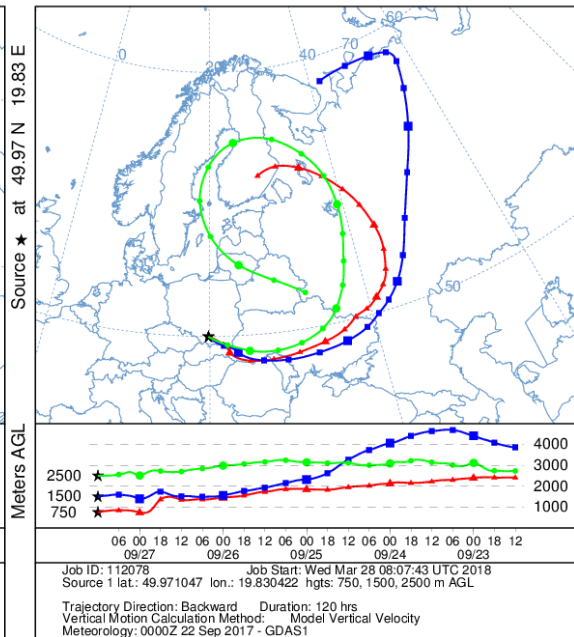 Source ★ at 49.97 N 19.83 E
0
20
40
60
70
60
50
Meters AGL
2500
1500
750
4000
3000
2000
1000
06 00 18 12 06 00 18 12 06 00 18 12 06 00 18 12 06 00 18 12
09/27 09/26 09/25 09/24 09/23
Job ID: 112078 Job Start: Wed Mar 28 08:07:43 UTC 2018
Source 1 lat.: 49.971047 lon.: 19.830422 hgts: 750, 1500, 2500 m AGL
Trajectory Direction: Backward Duration: 120 hrs
Vertical Motion Calculation Method: Model Vertical Velocity
Meteorology: 0000Z 22 Sep 2017 - GDAS1